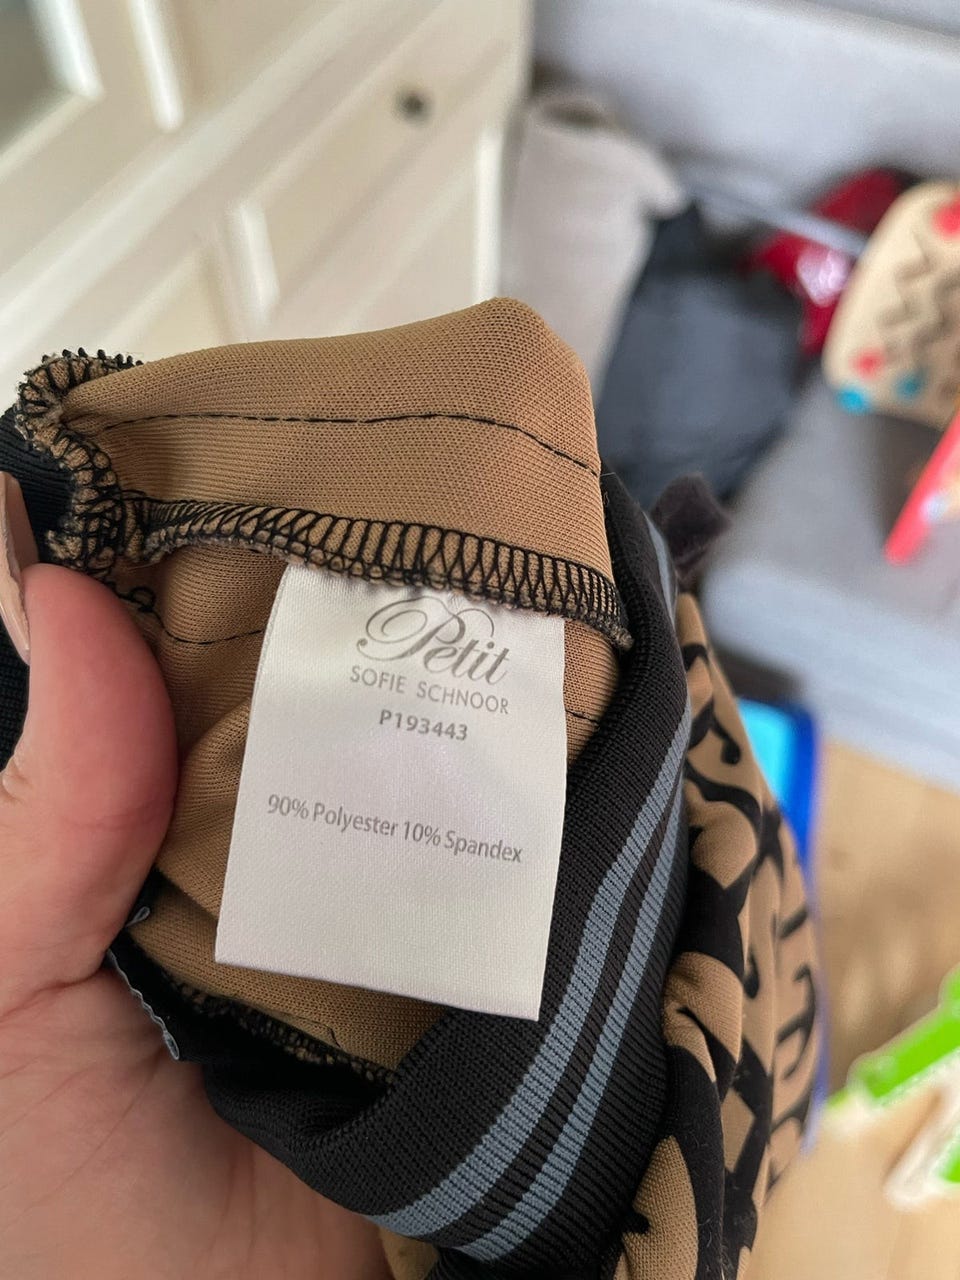 Petit
SOFIE SCHNOOR
P193443
90% Polyester 10% Spandex